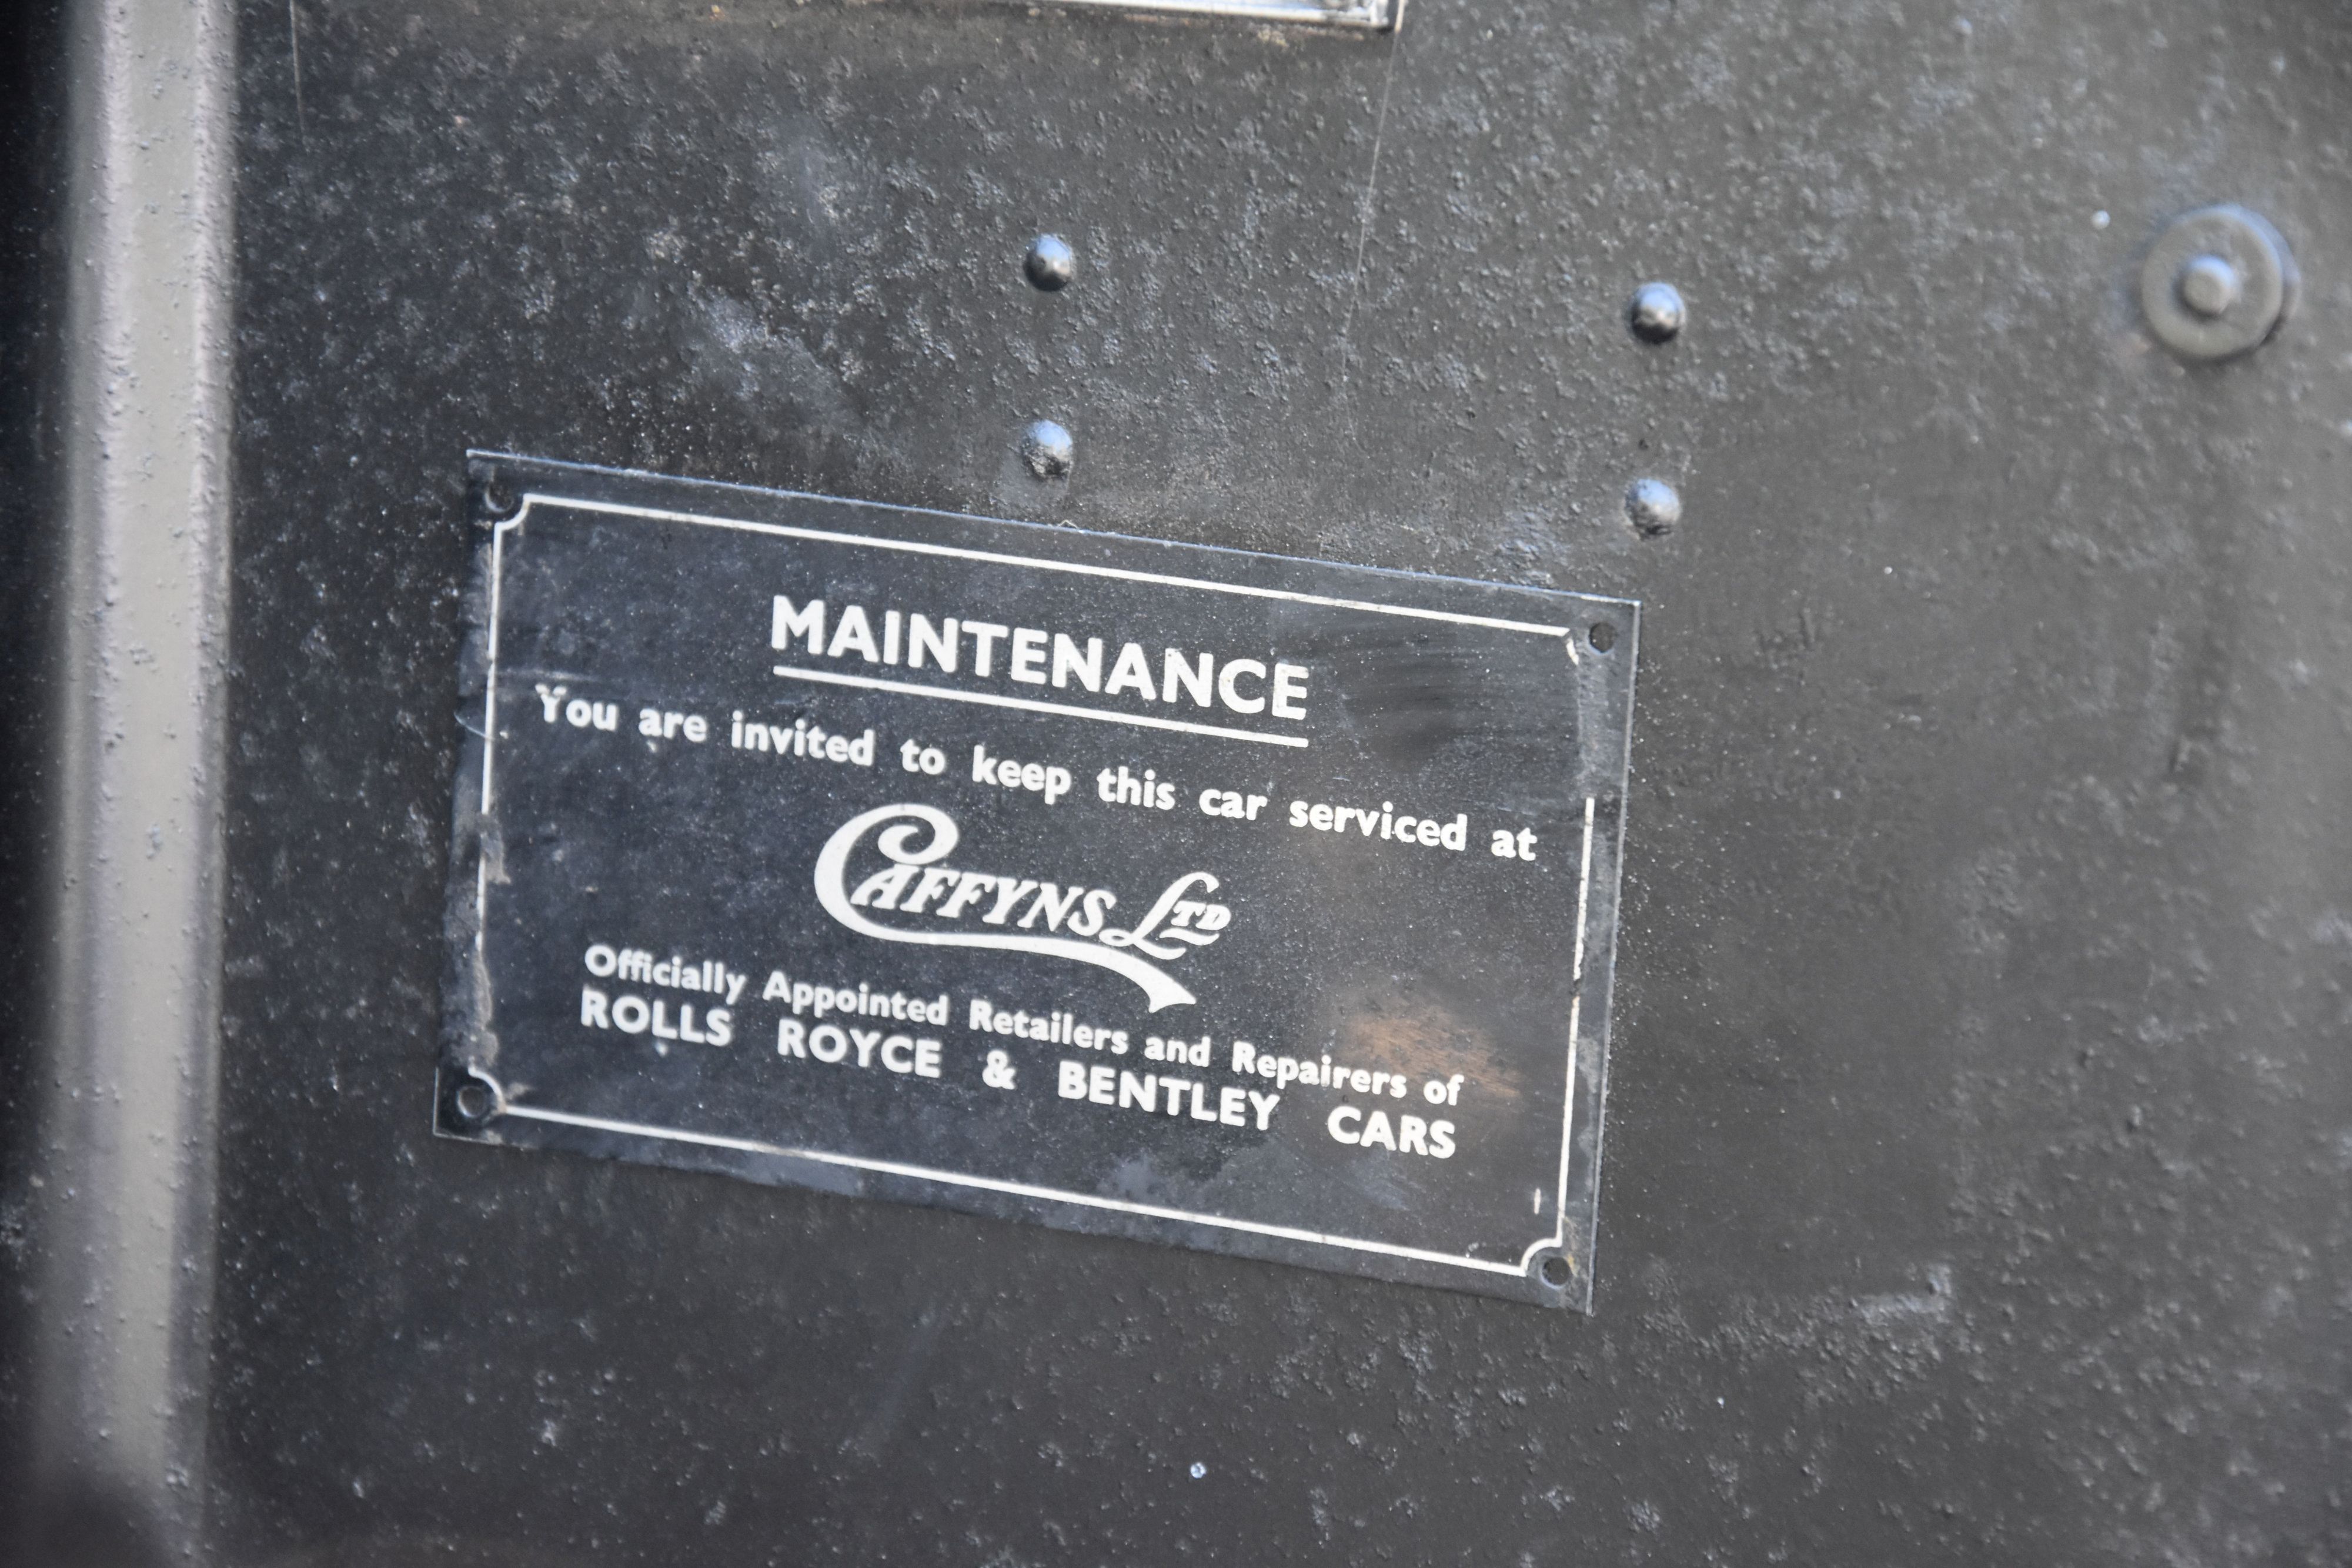 MAINTENANCE
You are invited to keep this car serviced at
CAFFYNS LTD
Officially Appointed Retailers and Repairers of
ROLLS ROYCE & BENTLEY CARS